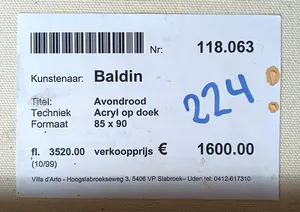 Nr: 118.063
Kunstenaar: Baldin
Titel: Avondrood
Techniek Acryl op doek
Formaat 85 x 90
224
fl. 3520.00 verkoopprijs € 1600.00
(10/99)
Villa d'Arto - Hoogslabroekseweg 3, 5406 VP Slabroek - Uden tel: 0412-617310